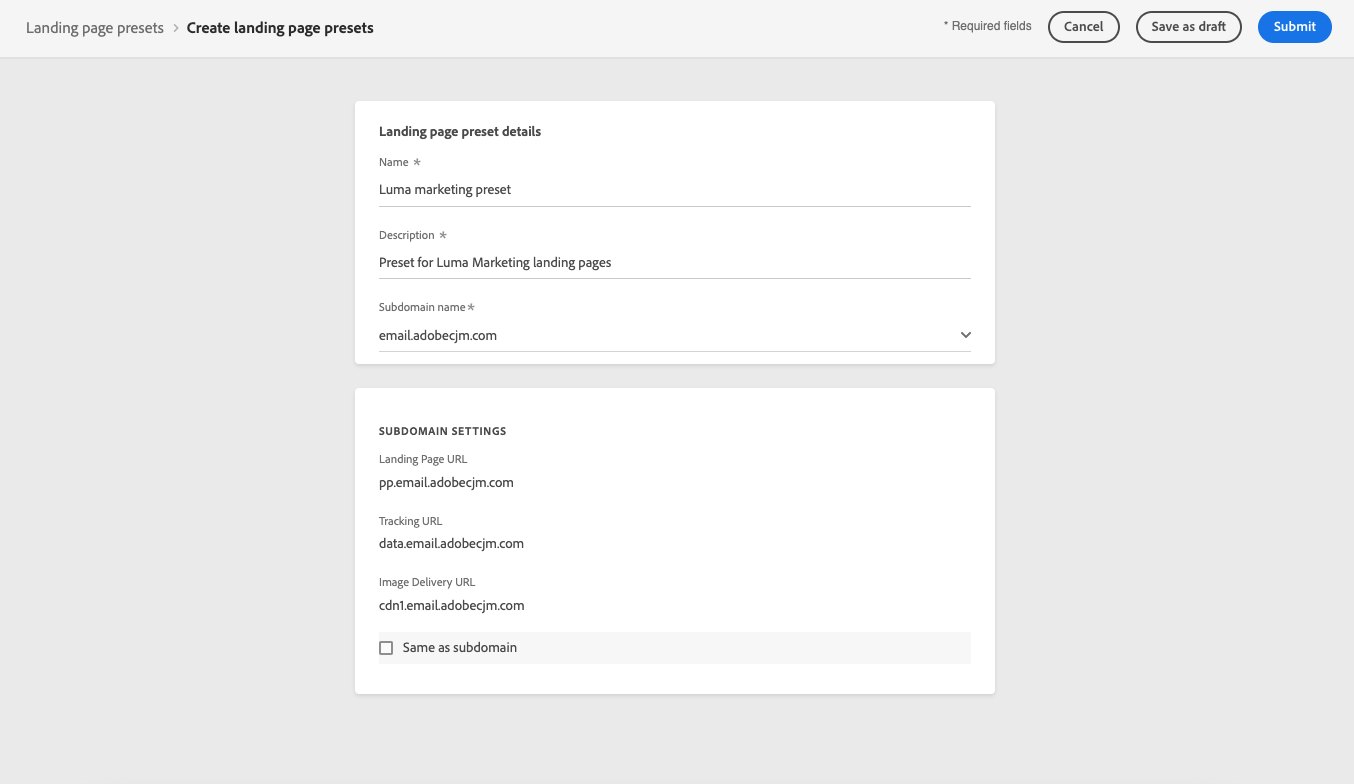 Landing page presets > Create landing page presets
* Required fields
Cancel
Save as draft
Submit
Landing page preset details
Name *
Luma marketing preset
Description *
Preset for Luma Marketing landing pages
Subdomain name *
email.adobecjm.com
SUBDOMAIN SETTINGS
Landing Page URL
pp.email.adobecjm.com
Tracking URL
data.email.adobecjm.com
Image Delivery URL
cdn1.email.adobecjm.com
Same as subdomain